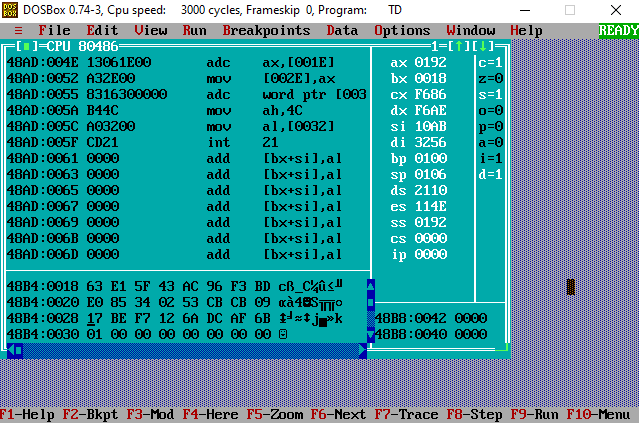 DOSBox 0.74-3, Cpu speed: 3000 cycles, Frameskip 0, Program: TD
≡ File Edit View Run Breakpoints Data Options Window Help READY
[■]=CPU 80486 1=[↑][↓]
48AD:004E 13061E00 adc ax,[001E] ax 0192 c=1
48AD:0052 A32E00 mov [002E],ax bx 0018 z=0
48AD:0055 8316300000 adc word ptr [003 cx F686 s=1
48AD:005A B44C mov ah,4C dx F6AE o=0
48AD:005C A03200 mov al,[0032] si 10AB p=0
48AD:005F CD21 int 21 di 3256 a=0
48AD:0061 0000 add [bx+si],al bp 0100 i=1
48AD:0063 0000 add [bx+si],al sp 0106 d=1
48AD:0065 0000 add [bx+si],al ds 2110
48AD:0067 0000 add [bx+si],al es 114E
48AD:0069 0000 add [bx+si],al ss 0192
48AD:006B 0000 add [bx+si],al cs 0000
48AD:006D 0000 add [bx+si],al ip 0000
48B4:0018 63 E1 5F 43 AC 96 F3 BD cß_C¼û≤╜
48B4:0020 E0 85 34 02 53 CB CB 09 αà4☻S╦╦○
48B4:0028 17 BE F7 12 6A DC AF 6B ↨╛≈↕j▄»k 48B8:0042 0000
48B4:0030 01 00 00 00 00 00 00 00 ☺ 48B8:0040 0000
F1-Help F2-Bkpt F3-Mod F4-Here F5-Zoom F6-Next F7-Trace F8-Step F9-Run F10-Menu